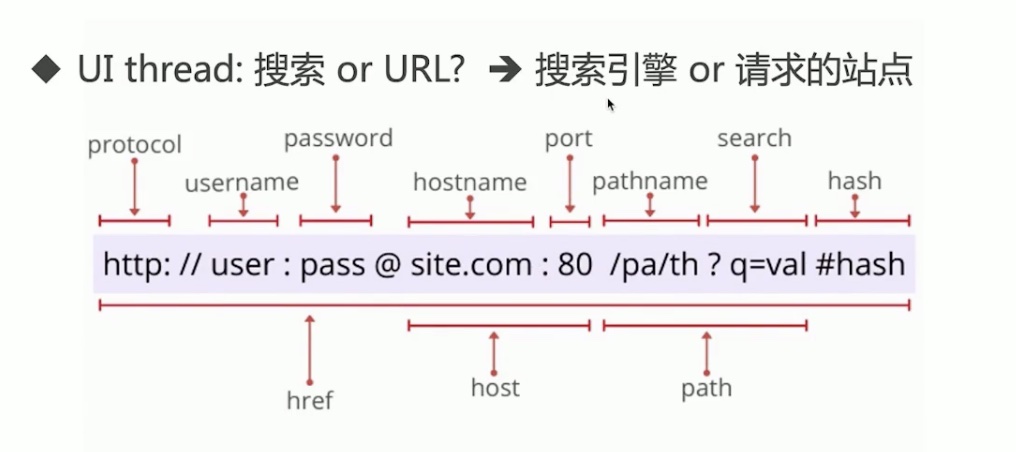 ◆ UI thread: 搜索 or URL? ➔ 搜索引擎 or 请求的站点
protocol username password hostname port pathname search hash
http: // user : pass @ site.com : 80 /pa/th ? q=val #hash
href host path